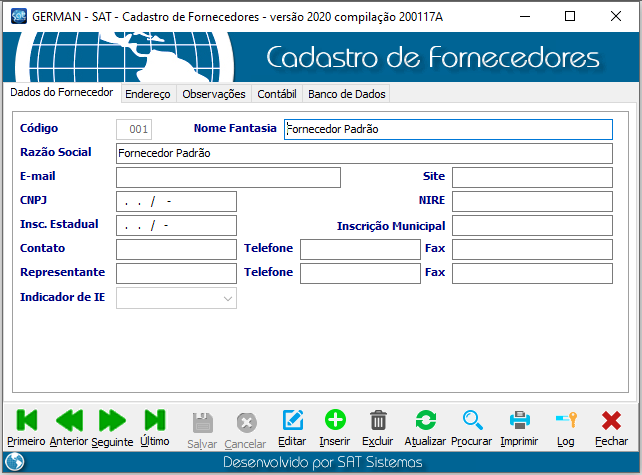 GERMAN - SAT - Cadastro de Fornecedores - versão 2020 compilação 200117A
Cadastro de Fornecedores
Dados do Fornecedor Endereço Observações Contábil Banco de Dados
Código 001 Nome Fantasia Fornecedor Padrão
Razão Social Fornecedor Padrão
E-mail Site
CNPJ . . / - NIRE
Insc. Estadual . . / - Inscrição Municipal
Contato Telefone Fax
Representante Telefone Fax
Indicador de IE
Primeiro Anterior Seguinte Último Salvar Cancelar Editar Inserir Excluir Atualizar Procurar Imprimir Log Fechar
Desenvolvido por SAT Sistemas